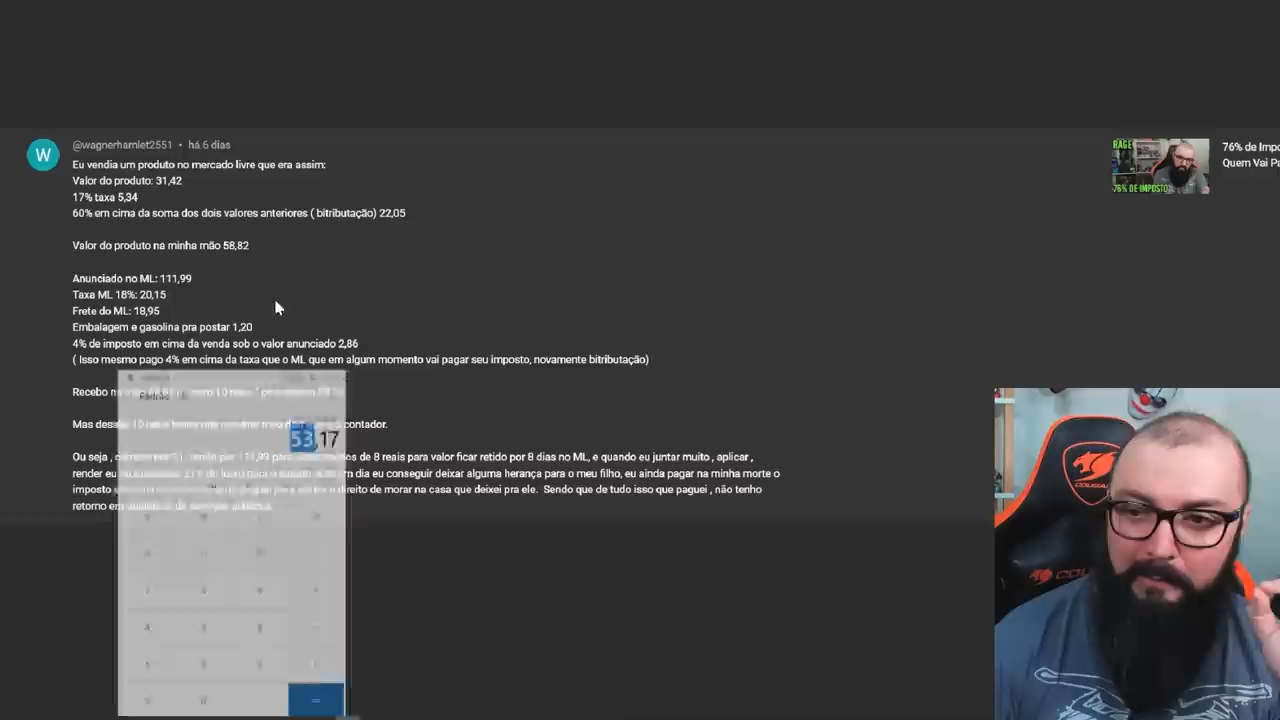 @wagnerhamlet2551 • há 6 dias
Eu vendia um produto no mercado livre que era assim:
Valor do produto: 31,42
17% taxa 5,34
60% em cima da soma dos dois valores anteriores ( bitributação) 22,05
Valor do produto na minha mão 58,82
Anunciado no ML: 111,99
Taxa ML 18%: 20,15
Frete do ML: 18,95
Embalagem e gasolina pra postar 1,20
4% de imposto em cima da venda sob o valor anunciado 2,86
( Isso mesmo pago 4% em cima da taxa que o ML que em algum momento vai pagar seu imposto, novamente bitributação)
Recebo
Mas contador.
Ou seja , de 8 reais para valor ficar retido por 8 dias no ML, e quando eu juntar muito , aplicar ,
render eu dia eu conseguir deixar alguma herança para o meu filho, eu ainda pagar na minha morte o
imposto direito de morar na casa que deixei pra ele. Sendo que de tudo isso que paguei , não tenho
retorno
53,17
=
RAGE
76% DE IMPOSTO
76% de Impo
Quem Vai Pa
COUGAR